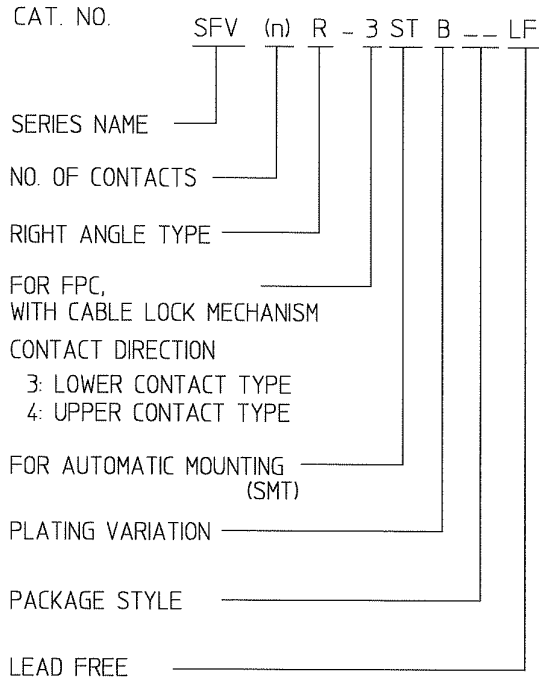 CAT. NO.
SFV (n) R - 3 ST B _ _ LF
SERIES NAME
NO. OF CONTACTS
RIGHT ANGLE TYPE
FOR FPC,
WITH CABLE LOCK MECHANISM
CONTACT DIRECTION
3: LOWER CONTACT TYPE
4: UPPER CONTACT TYPE
FOR AUTOMATIC MOUNTING
(SMT)
PLATING VARIATION
PACKAGE STYLE
LEAD FREE